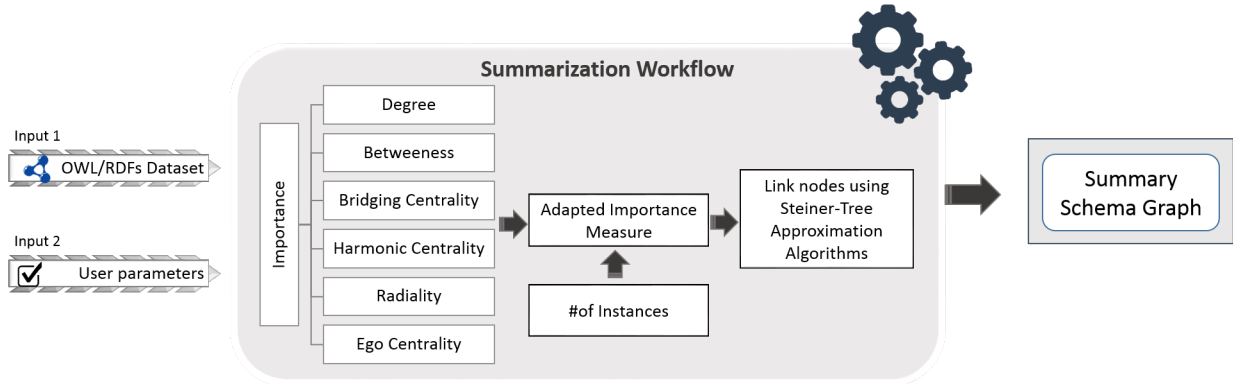 Summarization Workflow
Input 1
OWL/RDFs Dataset
Input 2
User parameters
Importance
Degree
Betweeness
Bridging Centrality
Harmonic Centrality
Radiality
Ego Centrality
Adapted Importance
Measure
#of Instances
Link nodes using
Steiner-Tree
Approximation
Algorithms
Summary
Schema Graph